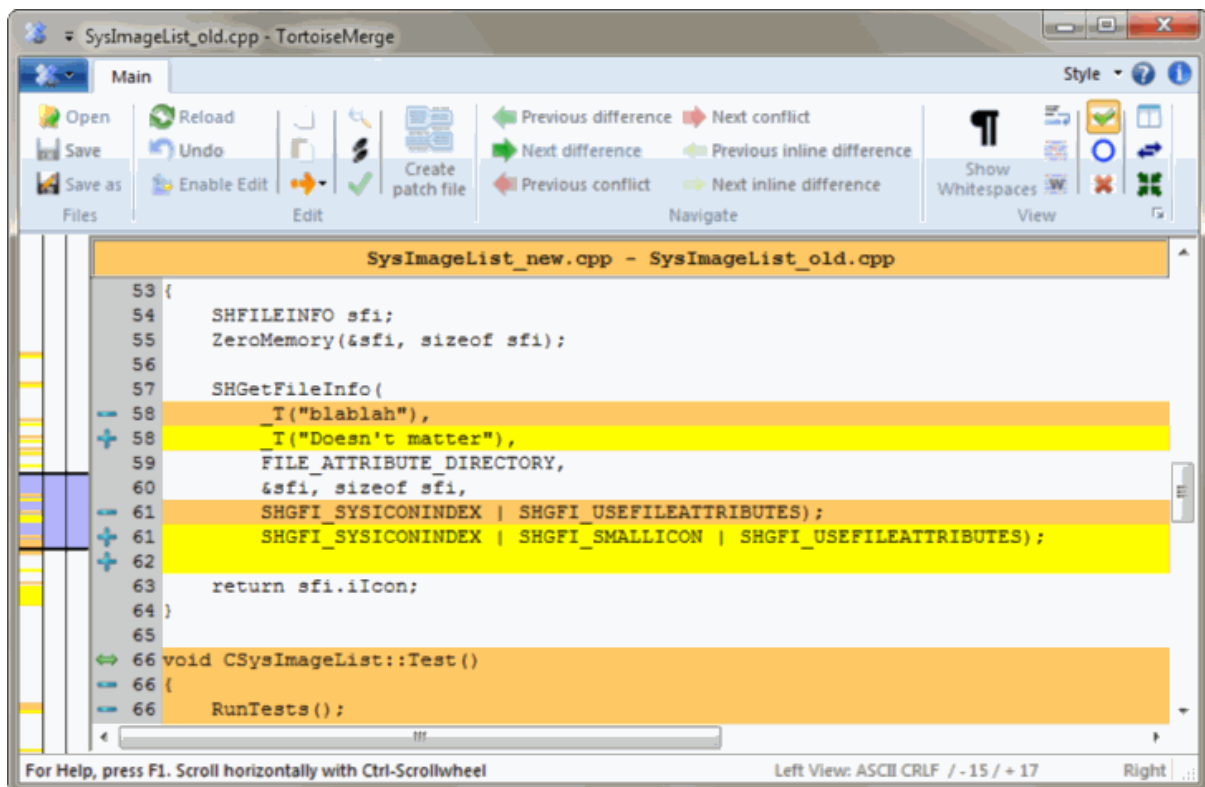 SysImageList_old.cpp - TortoiseMerge
Main
Style
Open
Save
Save as
Files
Reload
Undo
Enable Edit
Create
patch file
Edit
Previous difference
Next conflict
Next difference
Previous inline difference
Previous conflict
Next inline difference
Navigate
Show
Whitespaces
View
SysImageList_new.cpp - SysImageList_old.cpp
53 {
54 SHFILEINFO sfi;
55 ZeroMemory(&sfi, sizeof sfi);
56
57 SHGetFileInfo(
58 _T("blablah"),
58 _T("Doesn't matter"),
59 FILE_ATTRIBUTE_DIRECTORY,
60 &sfi, sizeof sfi,
61 SHGFI_SYSICONINDEX | SHGFI_USEFILEATTRIBUTES);
61 SHGFI_SYSICONINDEX | SHGFI_SMALLICON | SHGFI_USEFILEATTRIBUTES);
62
63 return sfi.iIcon;
64 }
65
66 void CSysImageList::Test()
66 {
66 RunTests();
For Help, press F1. Scroll horizontally with Ctrl-Scrollwheel
Left View: ASCII CRLF / - 15 / + 17
Right